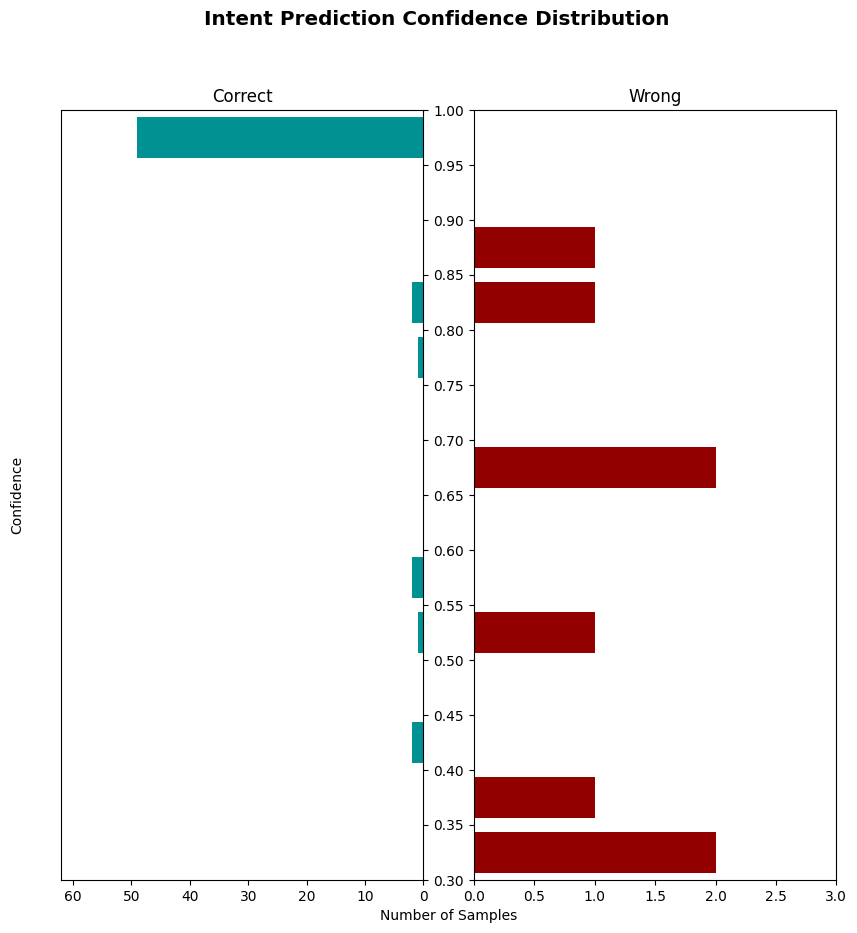 Intent Prediction Confidence Distribution
Correct
Wrong
1.00
0.95
0.90
0.85
0.80
0.75
0.70
0.65
0.60
0.55
0.50
0.45
0.40
0.35
0.30
Confidence
60 50 40 30 20 10 0
0.0 0.5 1.0 1.5 2.0 2.5 3.0
Number of Samples